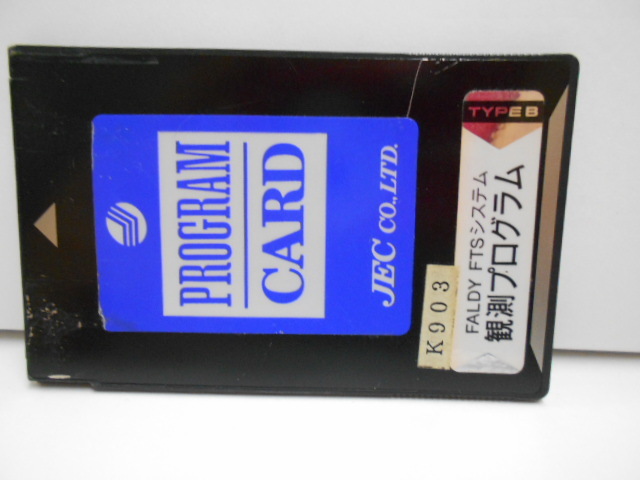 PROGRAM
CARD
JEC CO.,LTD.
K903
TYPE B
FALDY FTSシステム
観測プログラム